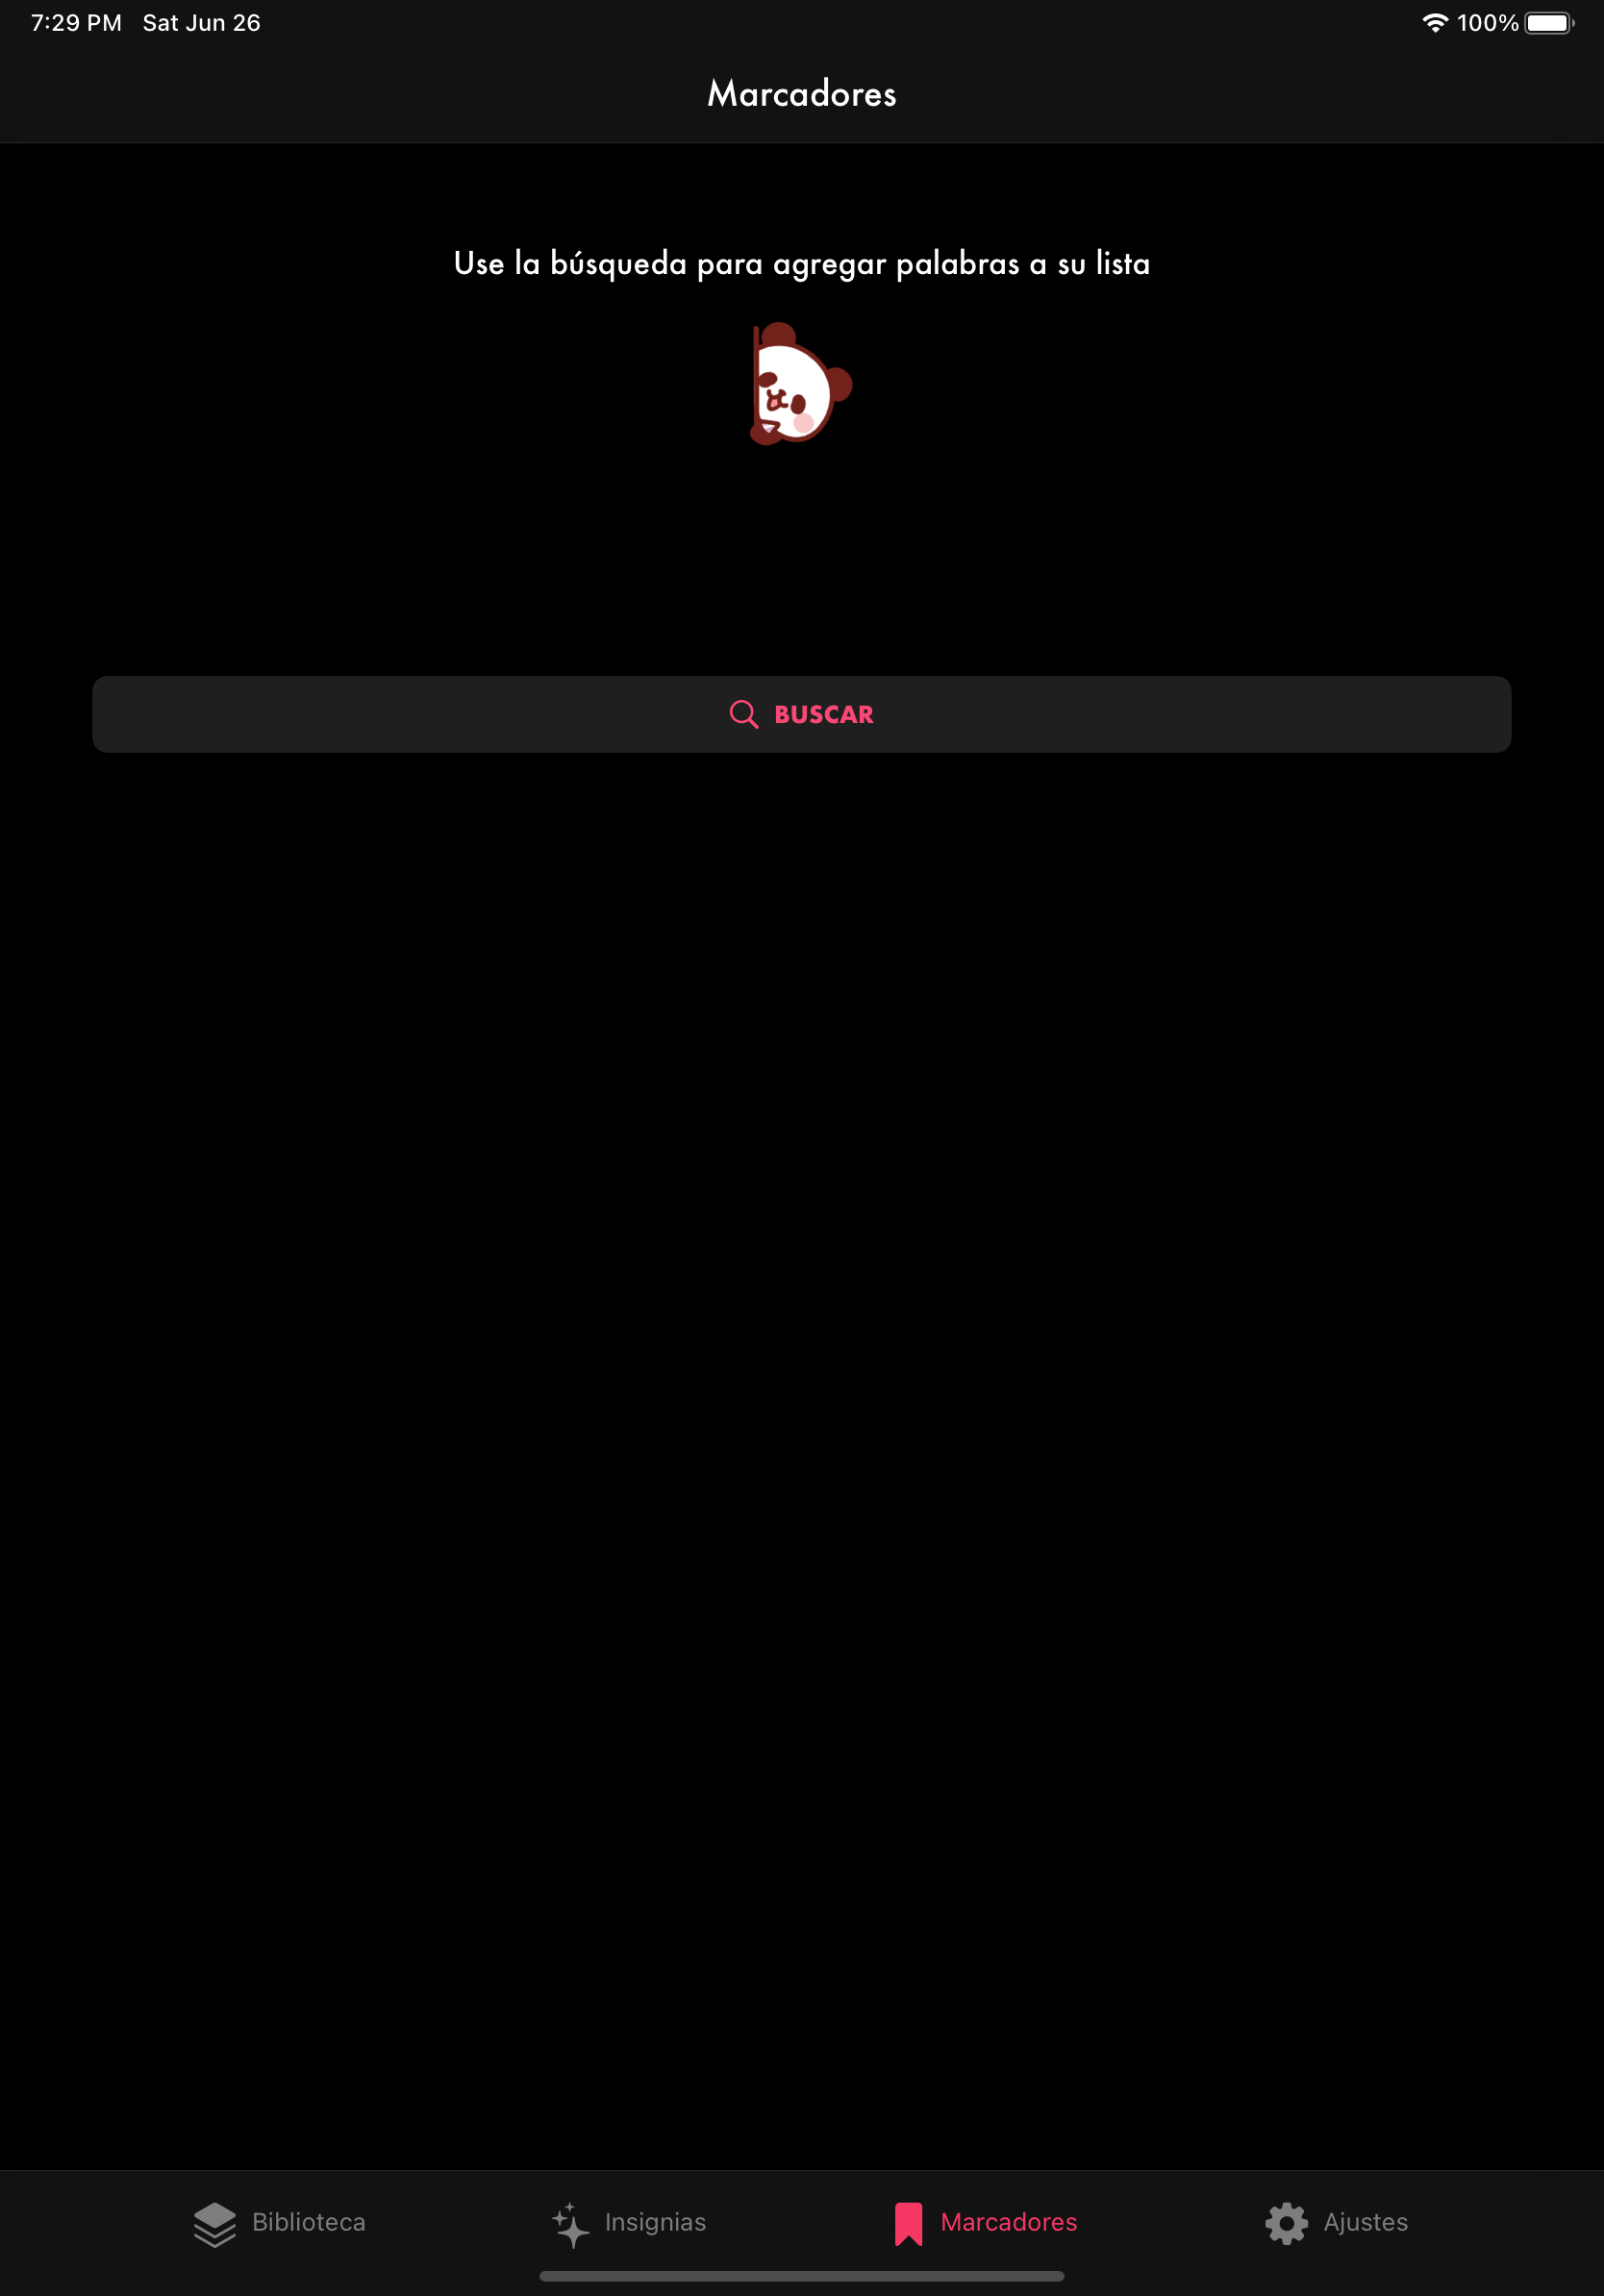 7:29 PM Sat Jun 26 100%
Marcadores
Use la búsqueda para agregar palabras a su lista
BUSCAR
Biblioteca Insignias Marcadores Ajustes